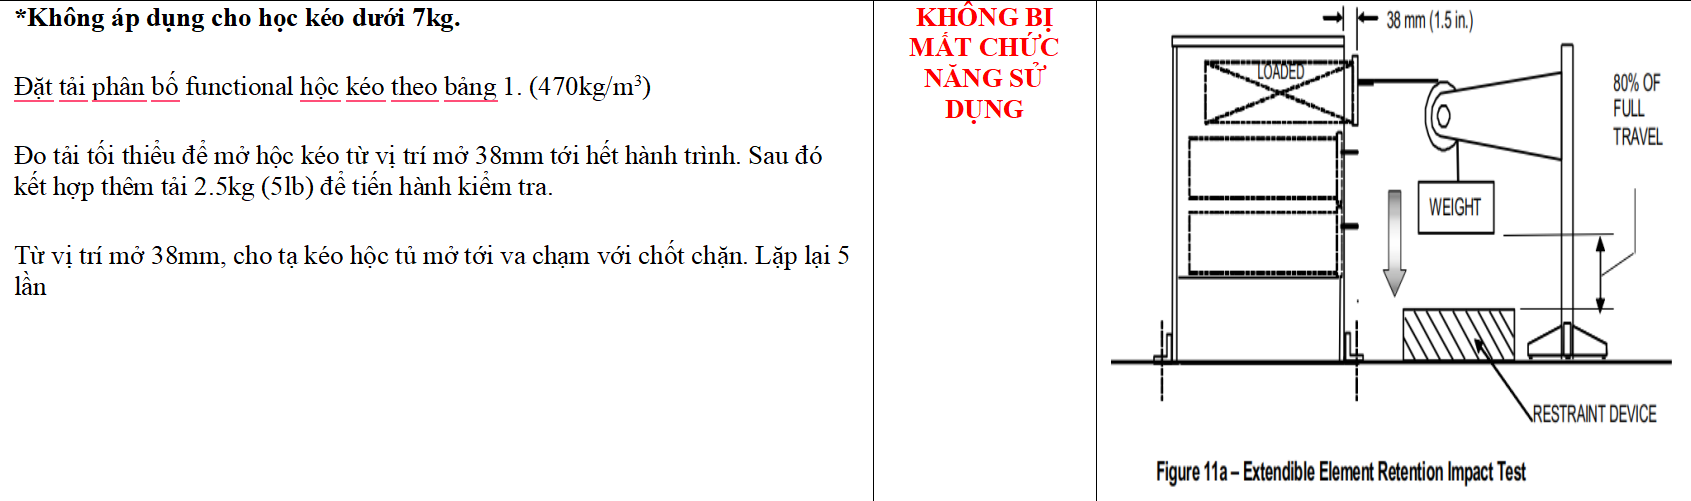 *Không áp dụng cho học kéo dưới 7kg.
Đặt tải phân bố functional hộc kéo theo bảng 1. (470kg/m³)
Đo tải tối thiểu để mở hộc kéo từ vị trí mở 38mm tới hết hành trình. Sau đó
kết hợp thêm tải 2.5kg (5lb) để tiến hành kiểm tra.
Từ vị trí mở 38mm, cho tạ kéo hộc tủ mở tới va chạm với chốt chặn. Lặp lại 5
lần
KHÔNG BỊ
MẤT CHỨC
NĂNG SỬ
DỤNG
38 mm (1.5 in.)
LOADED
80% OF
FULL
TRAVEL
WEIGHT
RESTRAINT DEVICE
Figure 11a – Extendible Element Retention Impact Test